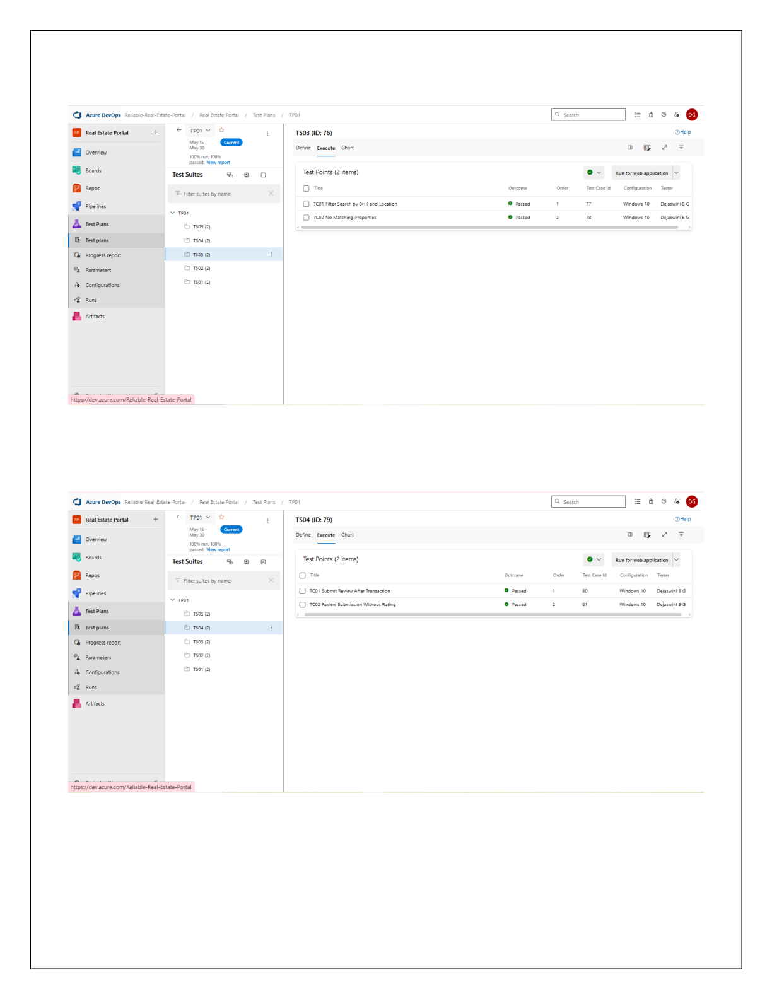 Azure DevOps Reliable-Real-Estate-Portal / Real Estate Portal / Test Plans / TP01
Search
DG
RP Real Estate Portal +
Overview
Boards
Repos
Pipelines
Test Plans
Test plans
Progress report
Parameters
Configurations
Runs
Artifacts
https://dev.azure.com/Reliable-Real-Estate-Portal
TP01
May 15 -
May 30
Current
100% run, 100%
passed. View report
Test Suites
Filter suites by name
TP01
TS05 (2)
TS04 (2)
TS03 (2)
TS02 (2)
TS01 (2)
TS03 (ID: 76)
Help
Define Execute Chart
Test Points (2 items)
Run for web application
Title Outcome Order Test Case Id Configuration Tester
TC01 Filter Search by BHK and Location Passed 1 77 Windows 10 Dejaswini B G
TC02 No Matching Properties Passed 2 78 Windows 10 Dejaswini B G
Azure DevOps Reliable-Real-Estate-Portal / Real Estate Portal / Test Plans / TP01
Search
DG
RP Real Estate Portal +
Overview
Boards
Repos
Pipelines
Test Plans
Test plans
Progress report
Parameters
Configurations
Runs
Artifacts
https://dev.azure.com/Reliable-Real-Estate-Portal
TP01
May 15 -
May 30
Current
100% run, 100%
passed. View report
Test Suites
Filter suites by name
TP01
TS05 (2)
TS04 (2)
TS03 (2)
TS02 (2)
TS01 (2)
TS04 (ID: 79)
Help
Define Execute Chart
Test Points (2 items)
Run for web application
Title Outcome Order Test Case Id Configuration Tester
TC01 Submit Review After Transaction Passed 1 80 Windows 10 Dejaswini B G
TC02 Review Submission Without Rating Passed 2 81 Windows 10 Dejaswini B G